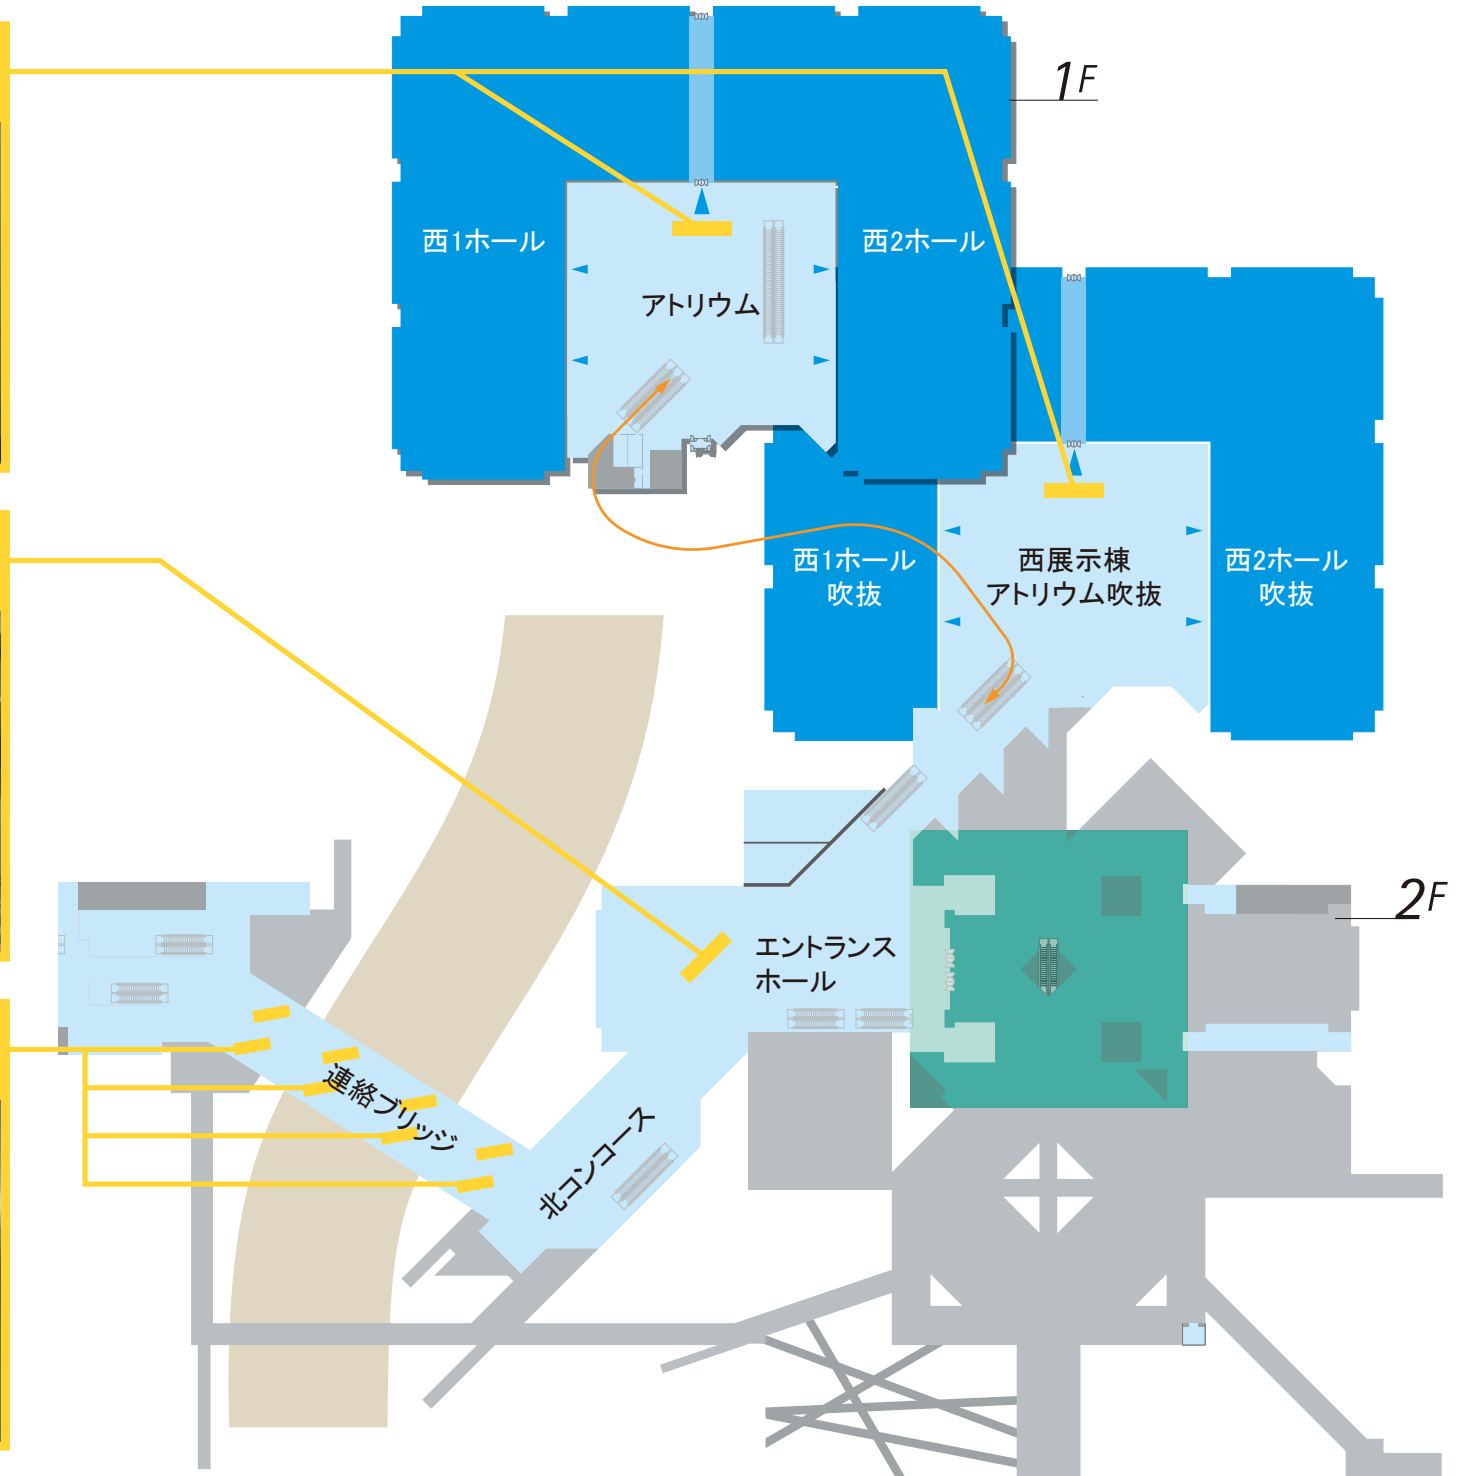 1F
西1ホール
西2ホール
アトリウム
西1ホール
吹抜
西展示棟
アトリウム吹抜
西2ホール
吹抜
2F
エントランス
ホール
連絡ブリッジ
北コンコース